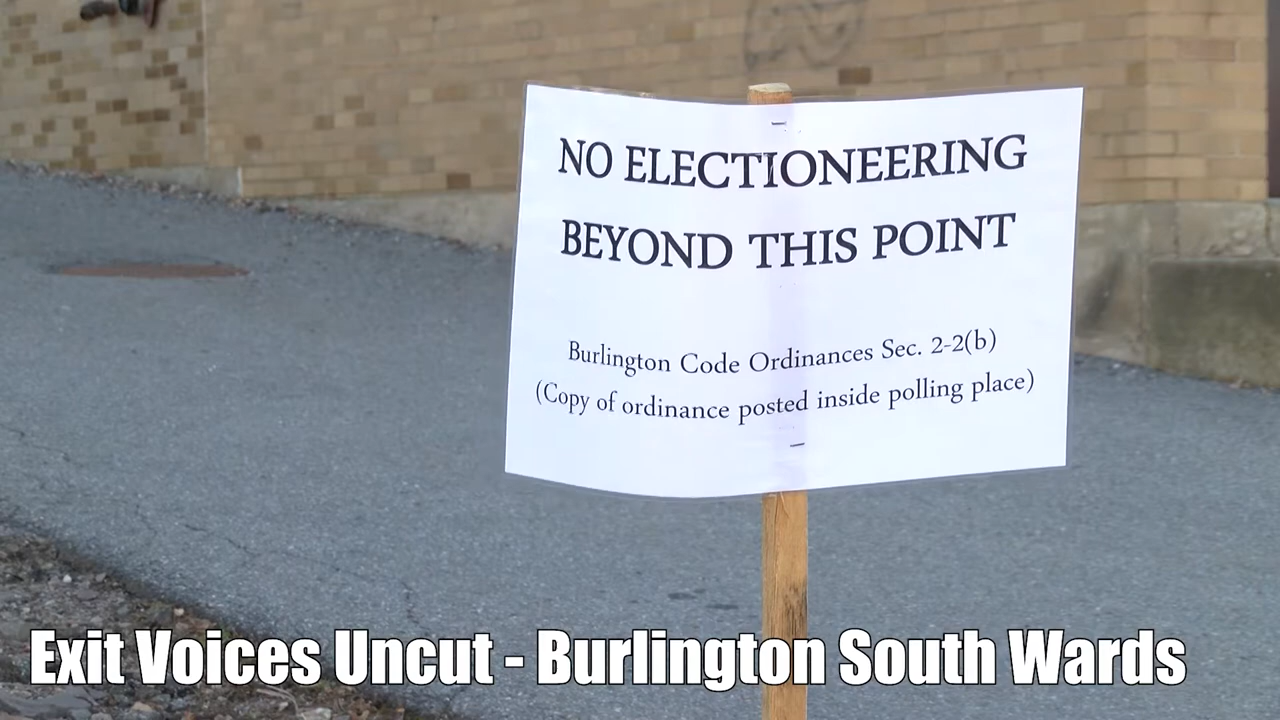 NO ELECTIONEERING
BEYOND THIS POINT
Burlington Code Ordinances Sec. 2-2(b)
(Copy of ordinance posted inside polling place)
Exit Voices Uncut - Burlington South Wards